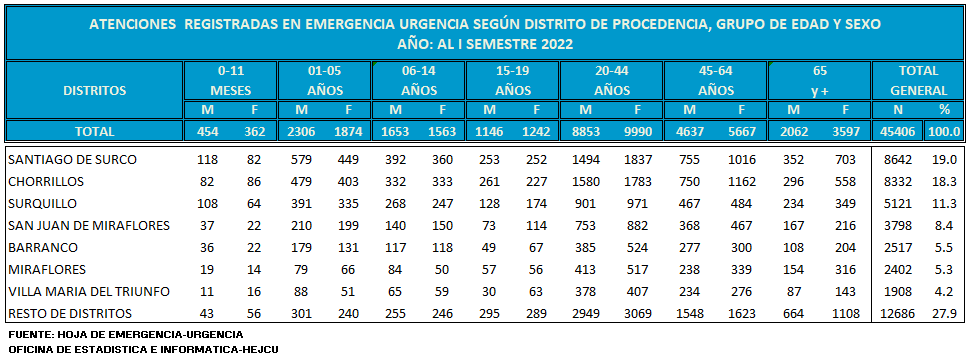 ATENCIONES REGISTRADAS EN EMERGENCIA URGENCIA SEGÚN DISTRITO DE PROCEDENCIA, GRUPO DE EDAD Y SEXO
AÑO: AL I SEMESTRE 2022
DISTRITOS 0-11 MESES 01-05 AÑOS 06-14 AÑOS 15-19 AÑOS 20-44 AÑOS 45-64 AÑOS 65 y + TOTAL GENERAL
M F M F M F M F M F M F M F N %
TOTAL 454 362 2306 1874 1653 1563 1146 1242 8853 9990 4637 5667 2062 3597 45406 100.0
SANTIAGO DE SURCO 118 82 579 449 392 360 253 252 1494 1837 755 1016 352 703 8642 19.0
CHORRILLOS 82 86 479 403 332 333 261 227 1580 1783 750 1162 296 558 8332 18.3
SURQUILLO 108 64 391 335 268 247 128 174 901 971 467 484 234 349 5121 11.3
SAN JUAN DE MIRAFLORES 37 22 210 199 140 150 73 114 753 882 368 467 167 216 3798 8.4
BARRANCO 36 22 179 131 117 118 49 67 385 524 277 300 108 204 2517 5.5
MIRAFLORES 19 14 79 66 84 50 57 56 413 517 238 339 154 316 2402 5.3
VILLA MARIA DEL TRIUNFO 11 16 88 51 65 59 30 63 378 407 234 276 87 143 1908 4.2
RESTO DE DISTRITOS 43 56 301 240 255 246 295 289 2949 3069 1548 1623 664 1108 12686 27.9
FUENTE: HOJA DE EMERGENCIA-URGENCIA
OFICINA DE ESTADISTICA E INFORMATICA-HEJCU